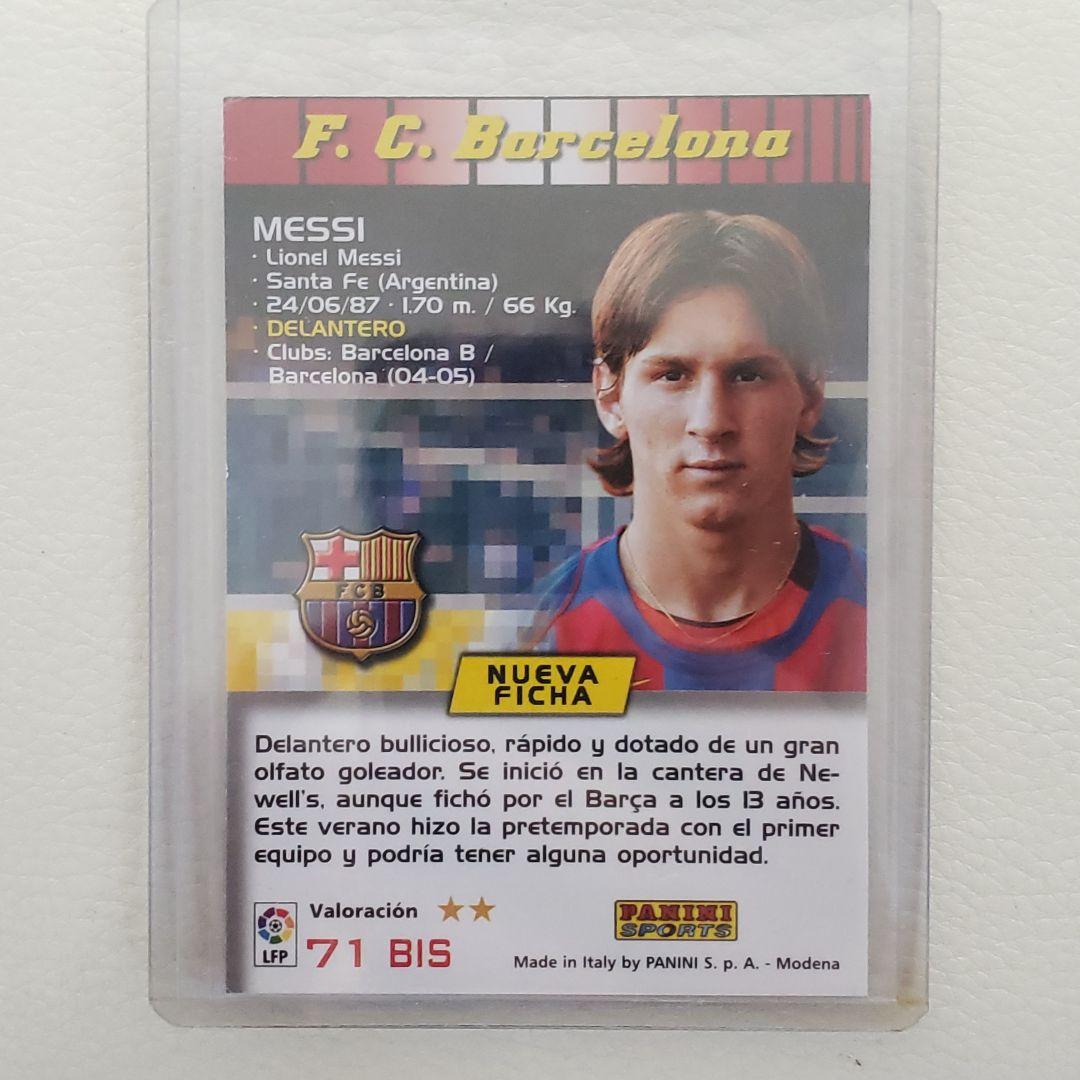 F. C. Barcelona
MESSI
· Lionel Messi
· Santa Fe (Argentina)
· 24/06/87 · 1.70 m. / 66 Kg.
· DELANTERO
· Clubs: Barcelona B /
Barcelona (04-05)
FCB
NUEVA
FICHA
Delantero bullicioso, rápido y dotado de un gran
olfato goleador. Se inició en la cantera de Ne-
well's, aunque fichó por el Barça a los 13 años.
Este verano hizo la pretemporada con el primer
equipo y podría tener alguna oportunidad.
Valoración
LFP
71 BIS
PANINI
SPORTS
Made in Italy by PANINI S. p. A. - Modena